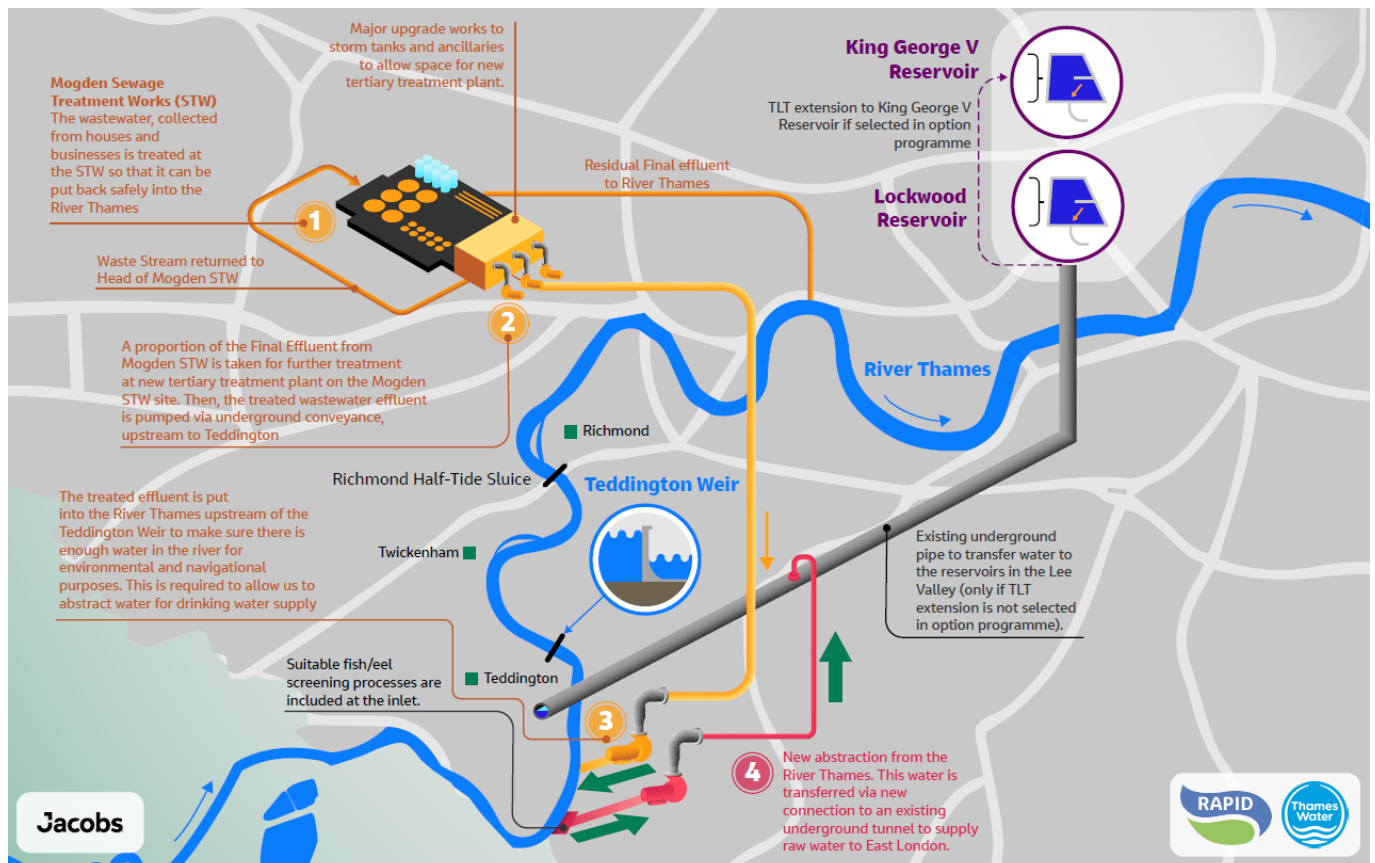 Major upgrade works to
storm tanks and ancillaries
to allow space for new
tertiary treatment plant.
King George V
Reservoir
TLT extension to King George V
Reservoir if selected in option
programme
Mogden Sewage
Treatment Works (STW)
The wastewater, collected
from houses and
businesses is treated at
the STW so that it can be
put back safely into the
River Thames
1
Residual Final effluent
to River Thames
Lockwood
Reservoir
Waste Stream returned to
Head of Mogden STW
2
A proportion of the Final Effluent from
Mogden STW is taken for further treatment
at new tertiary treatment plant on the Mogden
STW site. Then, the treated wastewater effluent
is pumped via underground conveyance,
upstream to Teddington
River Thames
Richmond
Richmond Half-Tide Sluice
Teddington Weir
The treated effluent is put
into the River Thames upstream of the
Teddington Weir to make sure there is
enough water in the river for
environmental and navigational
purposes. This is required to allow us to
abstract water for drinking water supply
Twickenham
Existing underground
pipe to transfer water to
the reservoirs in the Lee
Valley (only if TLT
extension is not selected
in option programme).
Suitable fish/eel
screening processes are
included at the inlet.
Teddington
3
4
New abstraction from the
River Thames. This water is
transferred via new
connection to an existing
underground tunnel to supply
raw water to East London.
Jacobs
RAPID
Thames
Water